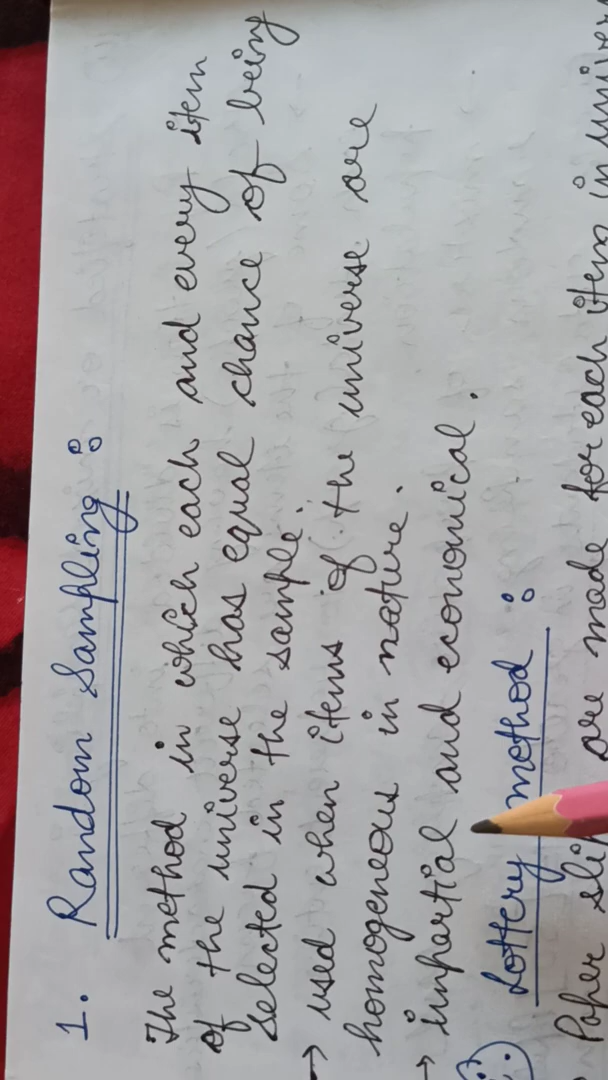 1. Random Sampling :
The method in which each and every item
of the universe has equal chance of being
selected in the sample.
→ used when items of the universe are
homogeneous in nature.
→ impartial and economical.
Lottery method :
Paper are made for each item in